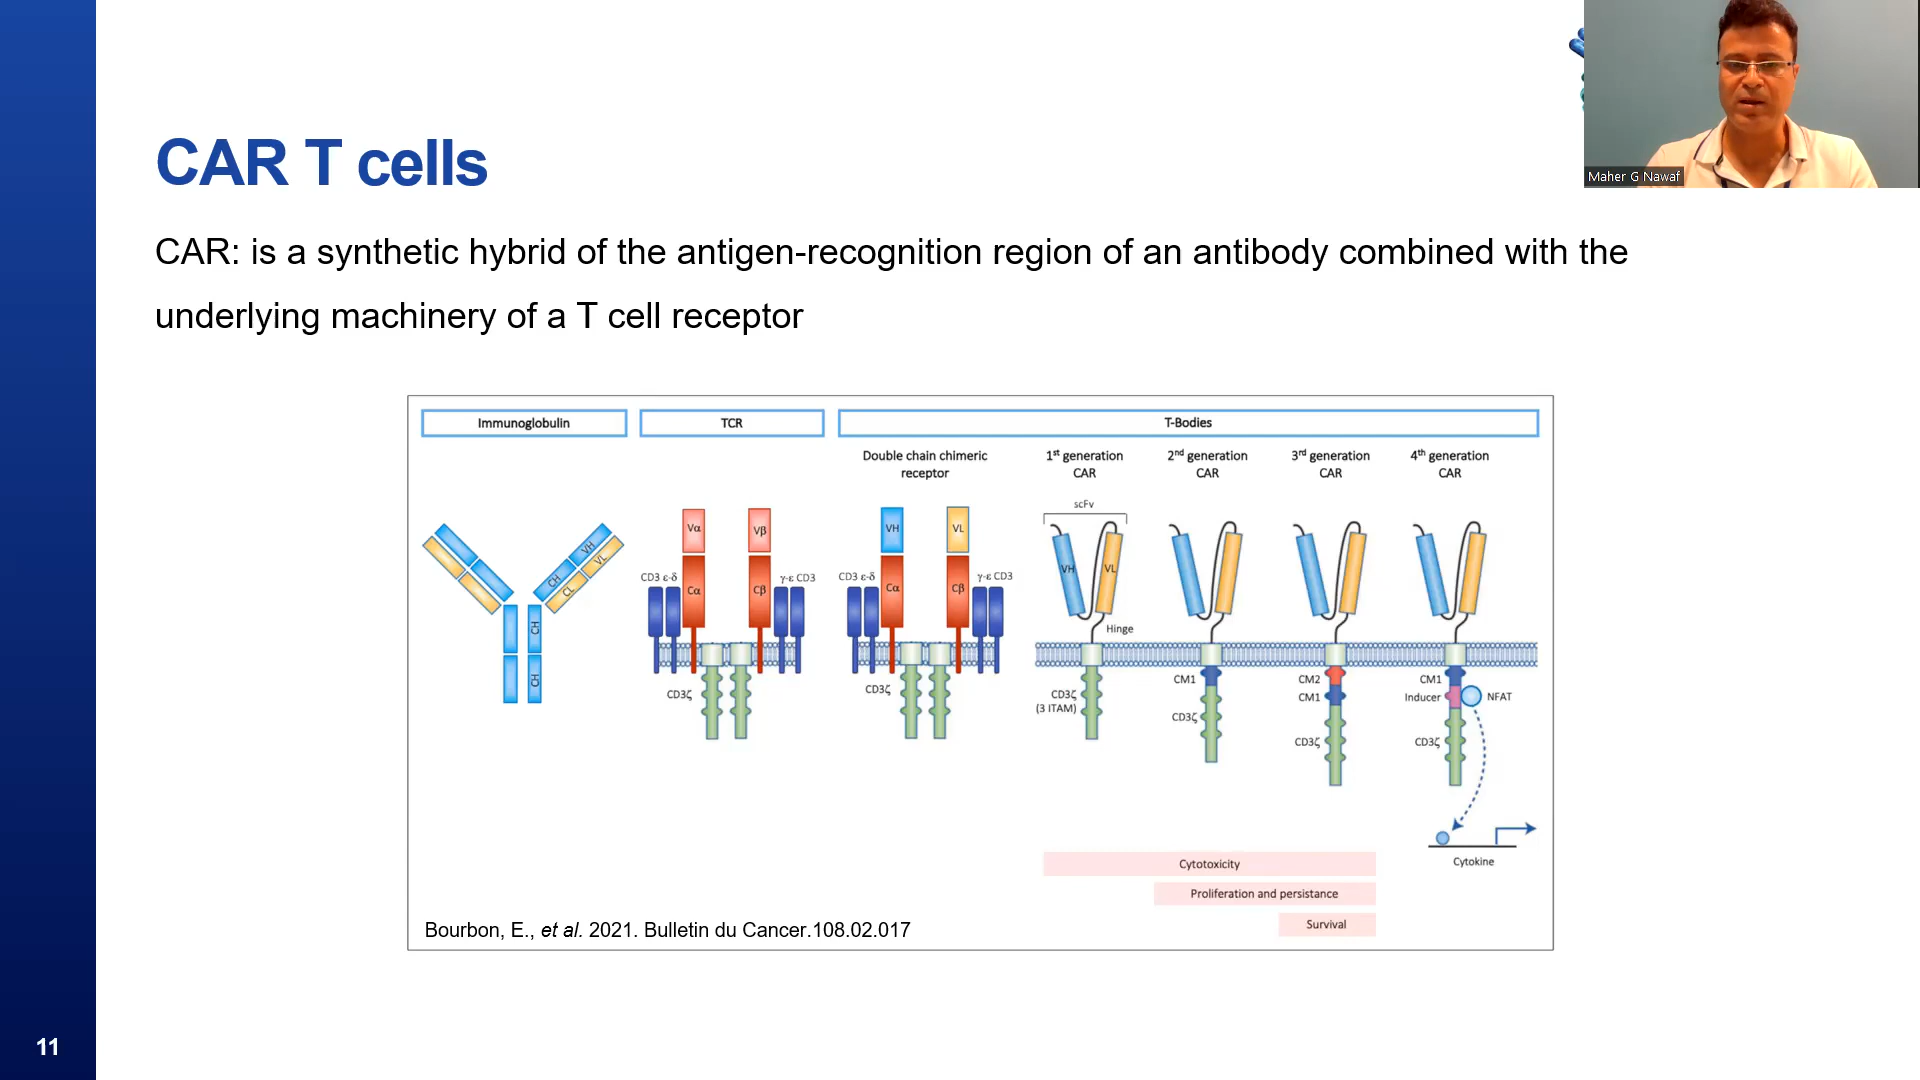 Maher G Nawaf
CAR T cells
CAR: is a synthetic hybrid of the antigen-recognition region of an antibody combined with the
underlying machinery of a T cell receptor
Immunoglobulin
TCR
T-Bodies
Double chain chimeric
receptor
1st generation
CAR
2nd generation
CAR
3rd generation
CAR
4th generation
CAR
scFv
VH
VL
CH
CL
CH
CH
Vα
Vβ
CD3 ε-δ
γ-ε CD3
Cα
Cβ
CD3ζ
VH
VL
CD3 ε-δ
γ-ε CD3
Cα
Cβ
CD3ζ
VH
VL
Hinge
CD3ζ
(3 ITAM)
CM1
CD3ζ
CM2
CM1
CD3ζ
CM1
Inducer
NFAT
CD3ζ
Cytokine
Cytotoxicity
Proliferation and persistance
Survival
Bourbon, E., et al. 2021. Bulletin du Cancer.108.02.017
11